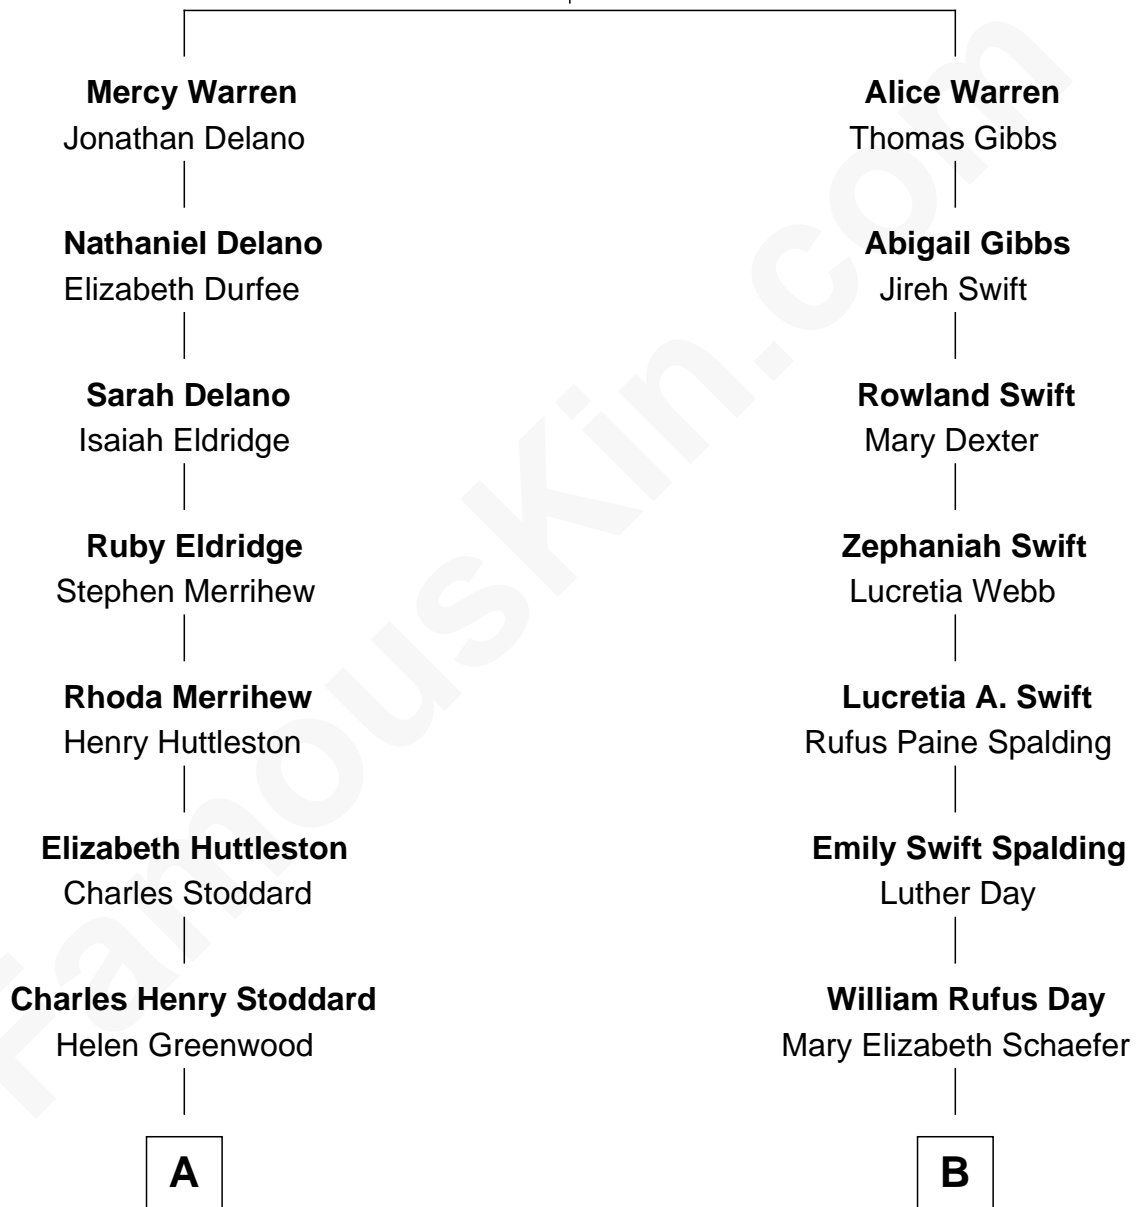 Mercy Warren
Jonathan Delano
Nathaniel Delano
Elizabeth Durfee
Sarah Delano
Isaiah Eldridge
Ruby Eldridge
Stephen Merrihew
Rhoda Merrihew
Henry Huttleston
Elizabeth Huttleston
Charles Stoddard
Charles Henry Stoddard
Helen Greenwood
A
Alice Warren
Thomas Gibbs
Abigail Gibbs
Jireh Swift
Rowland Swift
Mary Dexter
Zephaniah Swift
Lucretia Webb
Lucretia A. Swift
Rufus Paine Spalding
Emily Swift Spalding
Luther Day
William Rufus Day
Mary Elizabeth Schaefer
B
FamousKin.com